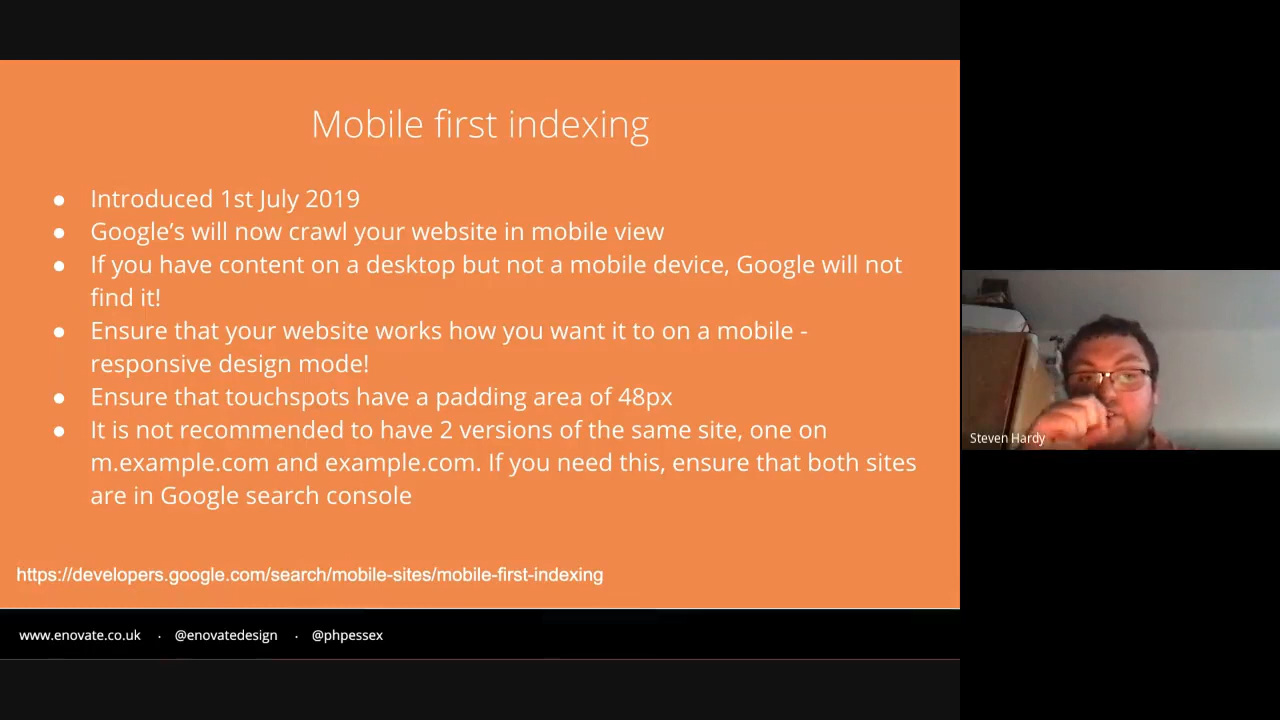 Mobile first indexing
● Introduced 1st July 2019
● Google’s will now crawl your website in mobile view
● If you have content on a desktop but not a mobile device, Google will not
find it!
● Ensure that your website works how you want it to on a mobile -
responsive design mode!
● Ensure that touchspots have a padding area of 48px
● It is not recommended to have 2 versions of the same site, one on
m.example.com and example.com. If you need this, ensure that both sites
are in Google search console
https://developers.google.com/search/mobile-sites/mobile-first-indexing
www.enovate.co.uk · @enovatedesign · @phpessex
Steven Hardy